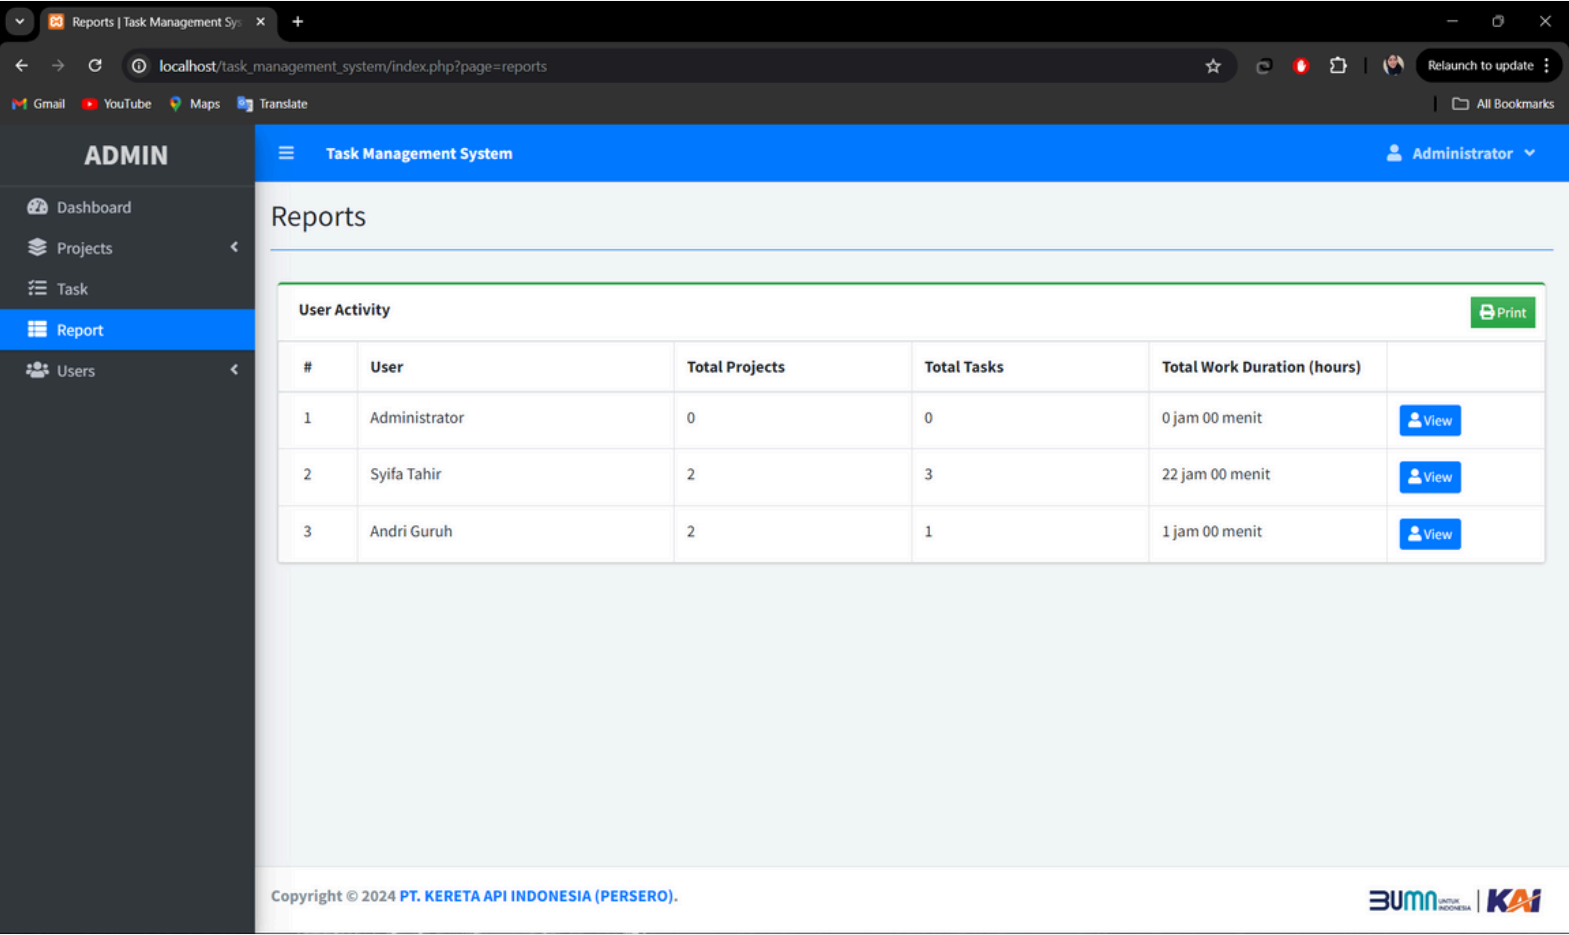 Reports | Task Management Sys
localhost/task_management_system/index.php?page=reports
Relaunch to update
Gmail YouTube Maps Translate
All Bookmarks
ADMIN
Task Management System
Administrator
Dashboard
Projects
Task
Report
Users
Reports
User Activity
Print
# User Total Projects Total Tasks Total Work Duration (hours)
1 Administrator 0 0 0 jam 00 menit View
2 Syifa Tahir 2 3 22 jam 00 menit View
3 Andri Guruh 2 1 1 jam 00 menit View
Copyright © 2024 PT. KERETA API INDONESIA (PERSERO).
BUMN UNTUK INDONESIA | KAI